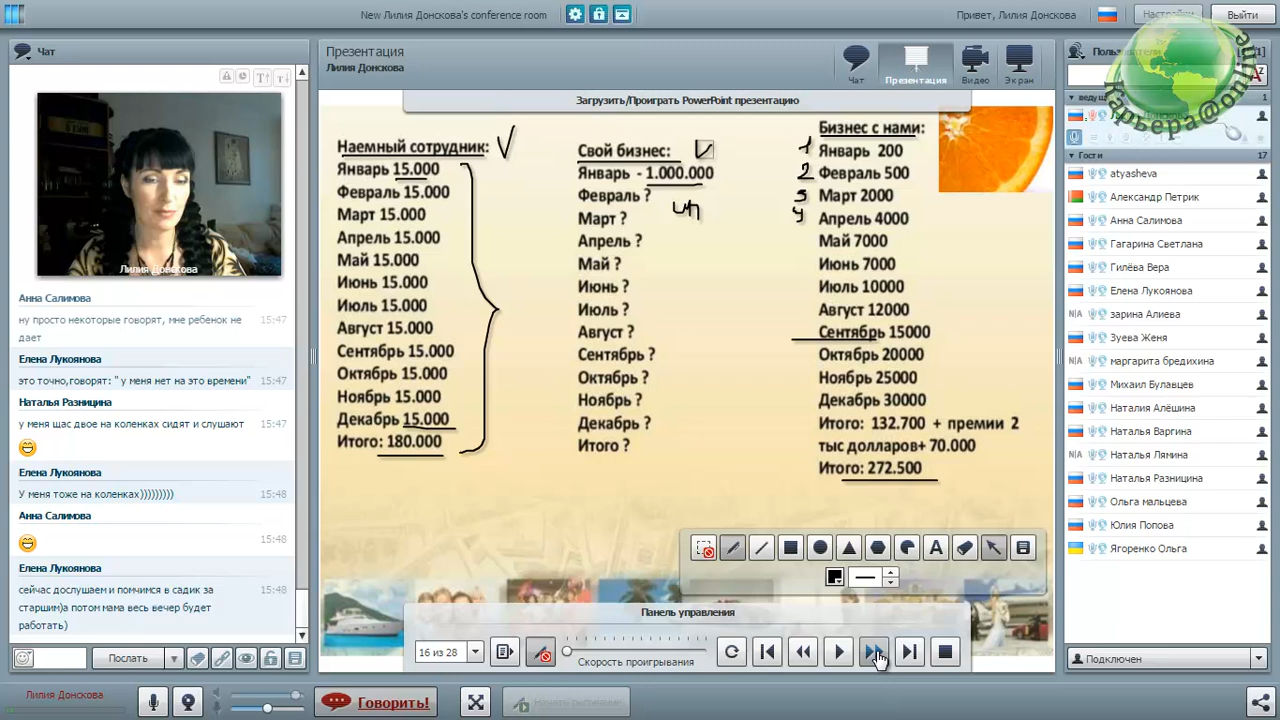 New Лилия Донскова's conference room
Привет, Лилия Донскова
Настройки
Выйти
Чат
Лилия Донскова
Анна Салимова
ну просто некоторые говорят, мне ребенок не
15:47
дает
Елена Лукоянова
это точно,говорят: " у меня нет на это времени"
15:47
Наталья Разницина
у меня щас двое на коленках сидят и слушают
15:47
Елена Лукоянова
15:48
У меня тоже на коленках)))))))))
Анна Салимова
15:48
Елена Лукоянова
сейчас дослушаем и помчимся в садик за
15:48
старшим)а потом мама весь вечер будет
работать)
Послать
Презентация
Лилия Донскова
Чат
Презентация
Видео
Экран
Загрузить/Проиграть PowerPoint презентацию
Наемный сотрудник:
Январь 15.000
Февраль 15.000
Март 15.000
Апрель 15.000
Май 15.000
Июнь 15.000
Июль 15.000
Август 15.000
Сентябрь 15.000
Октябрь 15.000
Ноябрь 15.000
Декабрь 15.000
Итого: 180.000
Свой бизнес:
Январь - 1.000.000
Февраль ?
Март ?
ип
Апрель ?
Май ?
Июнь ?
Июль ?
Август ?
Сентябрь ?
Октябрь ?
Ноябрь ?
Декабрь ?
Итого ?
Бизнес с нами:
1 Январь 200
2 Февраль 500
3 Март 2000
4 Апрель 4000
Май 7000
Июнь 7000
Июль 10000
Август 12000
Сентябрь 15000
Октябрь 20000
Ноябрь 25000
Декабрь 30000
Итого: 132.700 + премии 2
тыс долларов+ 70.000
Итого: 272.500
A
Панель управления
16 из 28
Скорость проигрывания
Карьера@online
ведущ
1
Гости
17
atyasheva
Александр Петрик
Анна Салимова
Гагарина Светлана
Гилёва Вера
Елена Лукоянова
N/A зарина Алиева
Зуева Женя
N/A маргарита бредихина
Михаил Булавцев
Наталия Алёшина
Наталья Варгина
N/A Наталья Лямина
Наталья Разницина
Ольга мальцева
Юлия Попова
Ягоренко Ольга
Подключен
Лилия Донскова
Говорить!